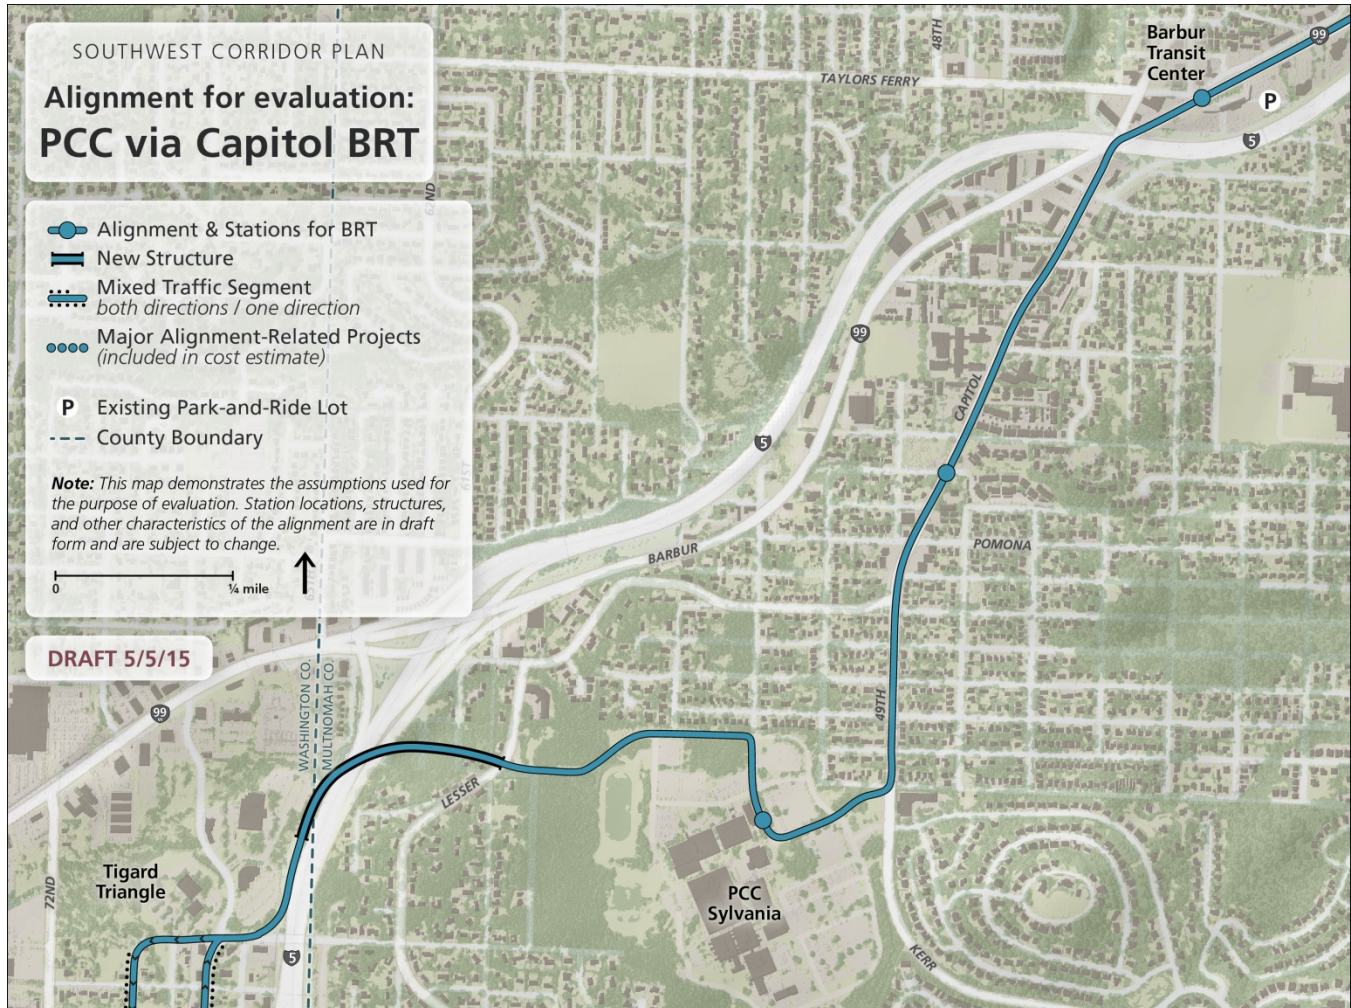 SOUTHWEST CORRIDOR PLAN
Alignment for evaluation:
PCC via Capitol BRT
Alignment & Stations for BRT
New Structure
Mixed Traffic Segment
both directions / one direction
Major Alignment-Related Projects
(included in cost estimate)
P
Existing Park-and-Ride Lot
County Boundary
Note: This map demonstrates the assumptions used for
the purpose of evaluation. Station locations, structures,
and other characteristics of the alignment are in draft
form and are subject to change.
0
¼ mile
DRAFT 5/5/15
48TH
Barbur
Transit
Center
99
W
TAYLORS FERRY
P
5
62ND
99
W
CAPITOL
5
61ST
BARBUR
POMONA
65TH
WASHINGTON CO.
MULTNOMAH CO.
99
W
49TH
LESSER
Tigard
Triangle
72ND
PCC
Sylvania
5
KERR